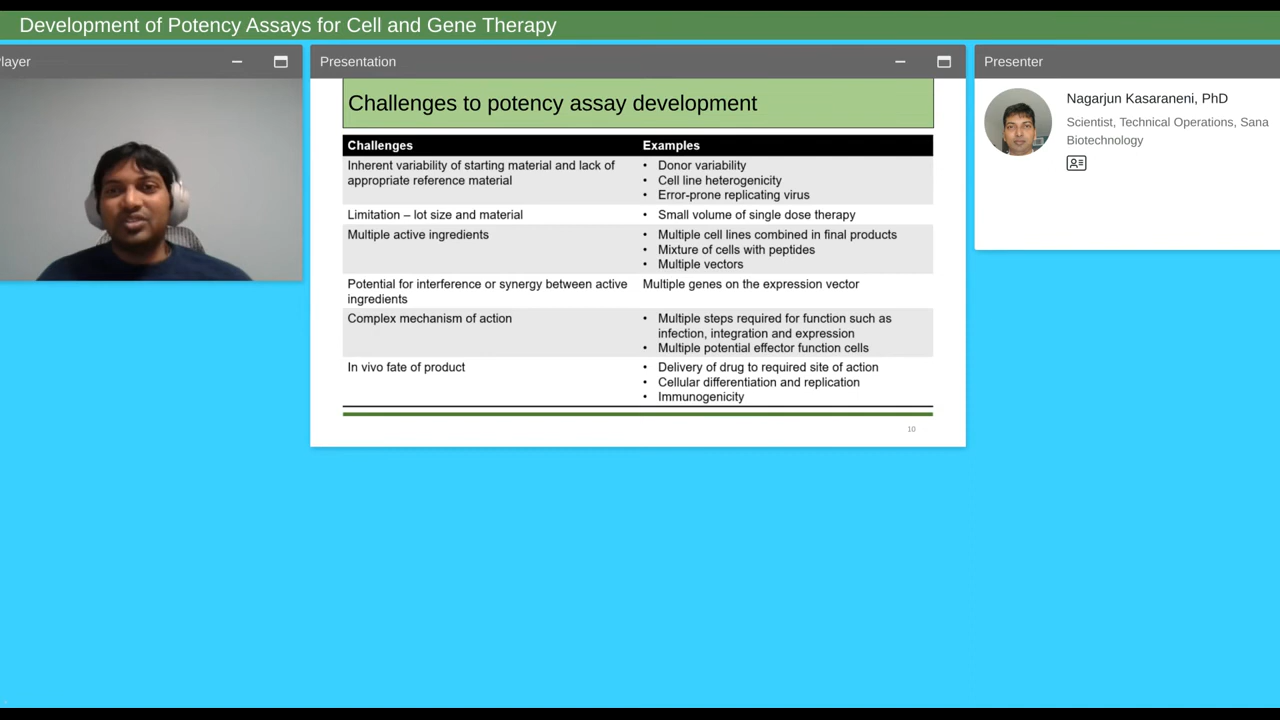 Development of Potency Assays for Cell and Gene Therapy
layer
Presentation
Presenter
Challenges to potency assay development
Challenges
Examples
Inherent variability of starting material and lack of
appropriate reference material
• Donor variability
• Cell line heterogenicity
• Error-prone replicating virus
Limitation – lot size and material
• Small volume of single dose therapy
Multiple active ingredients
• Multiple cell lines combined in final products
• Mixture of cells with peptides
• Multiple vectors
Potential for interference or synergy between active
ingredients
Multiple genes on the expression vector
Complex mechanism of action
• Multiple steps required for function such as
infection, integration and expression
• Multiple potential effector function cells
In vivo fate of product
• Delivery of drug to required site of action
• Cellular differentiation and replication
• Immunogenicity
10
Nagarjun Kasaraneni, PhD
Scientist, Technical Operations, Sana
Biotechnology